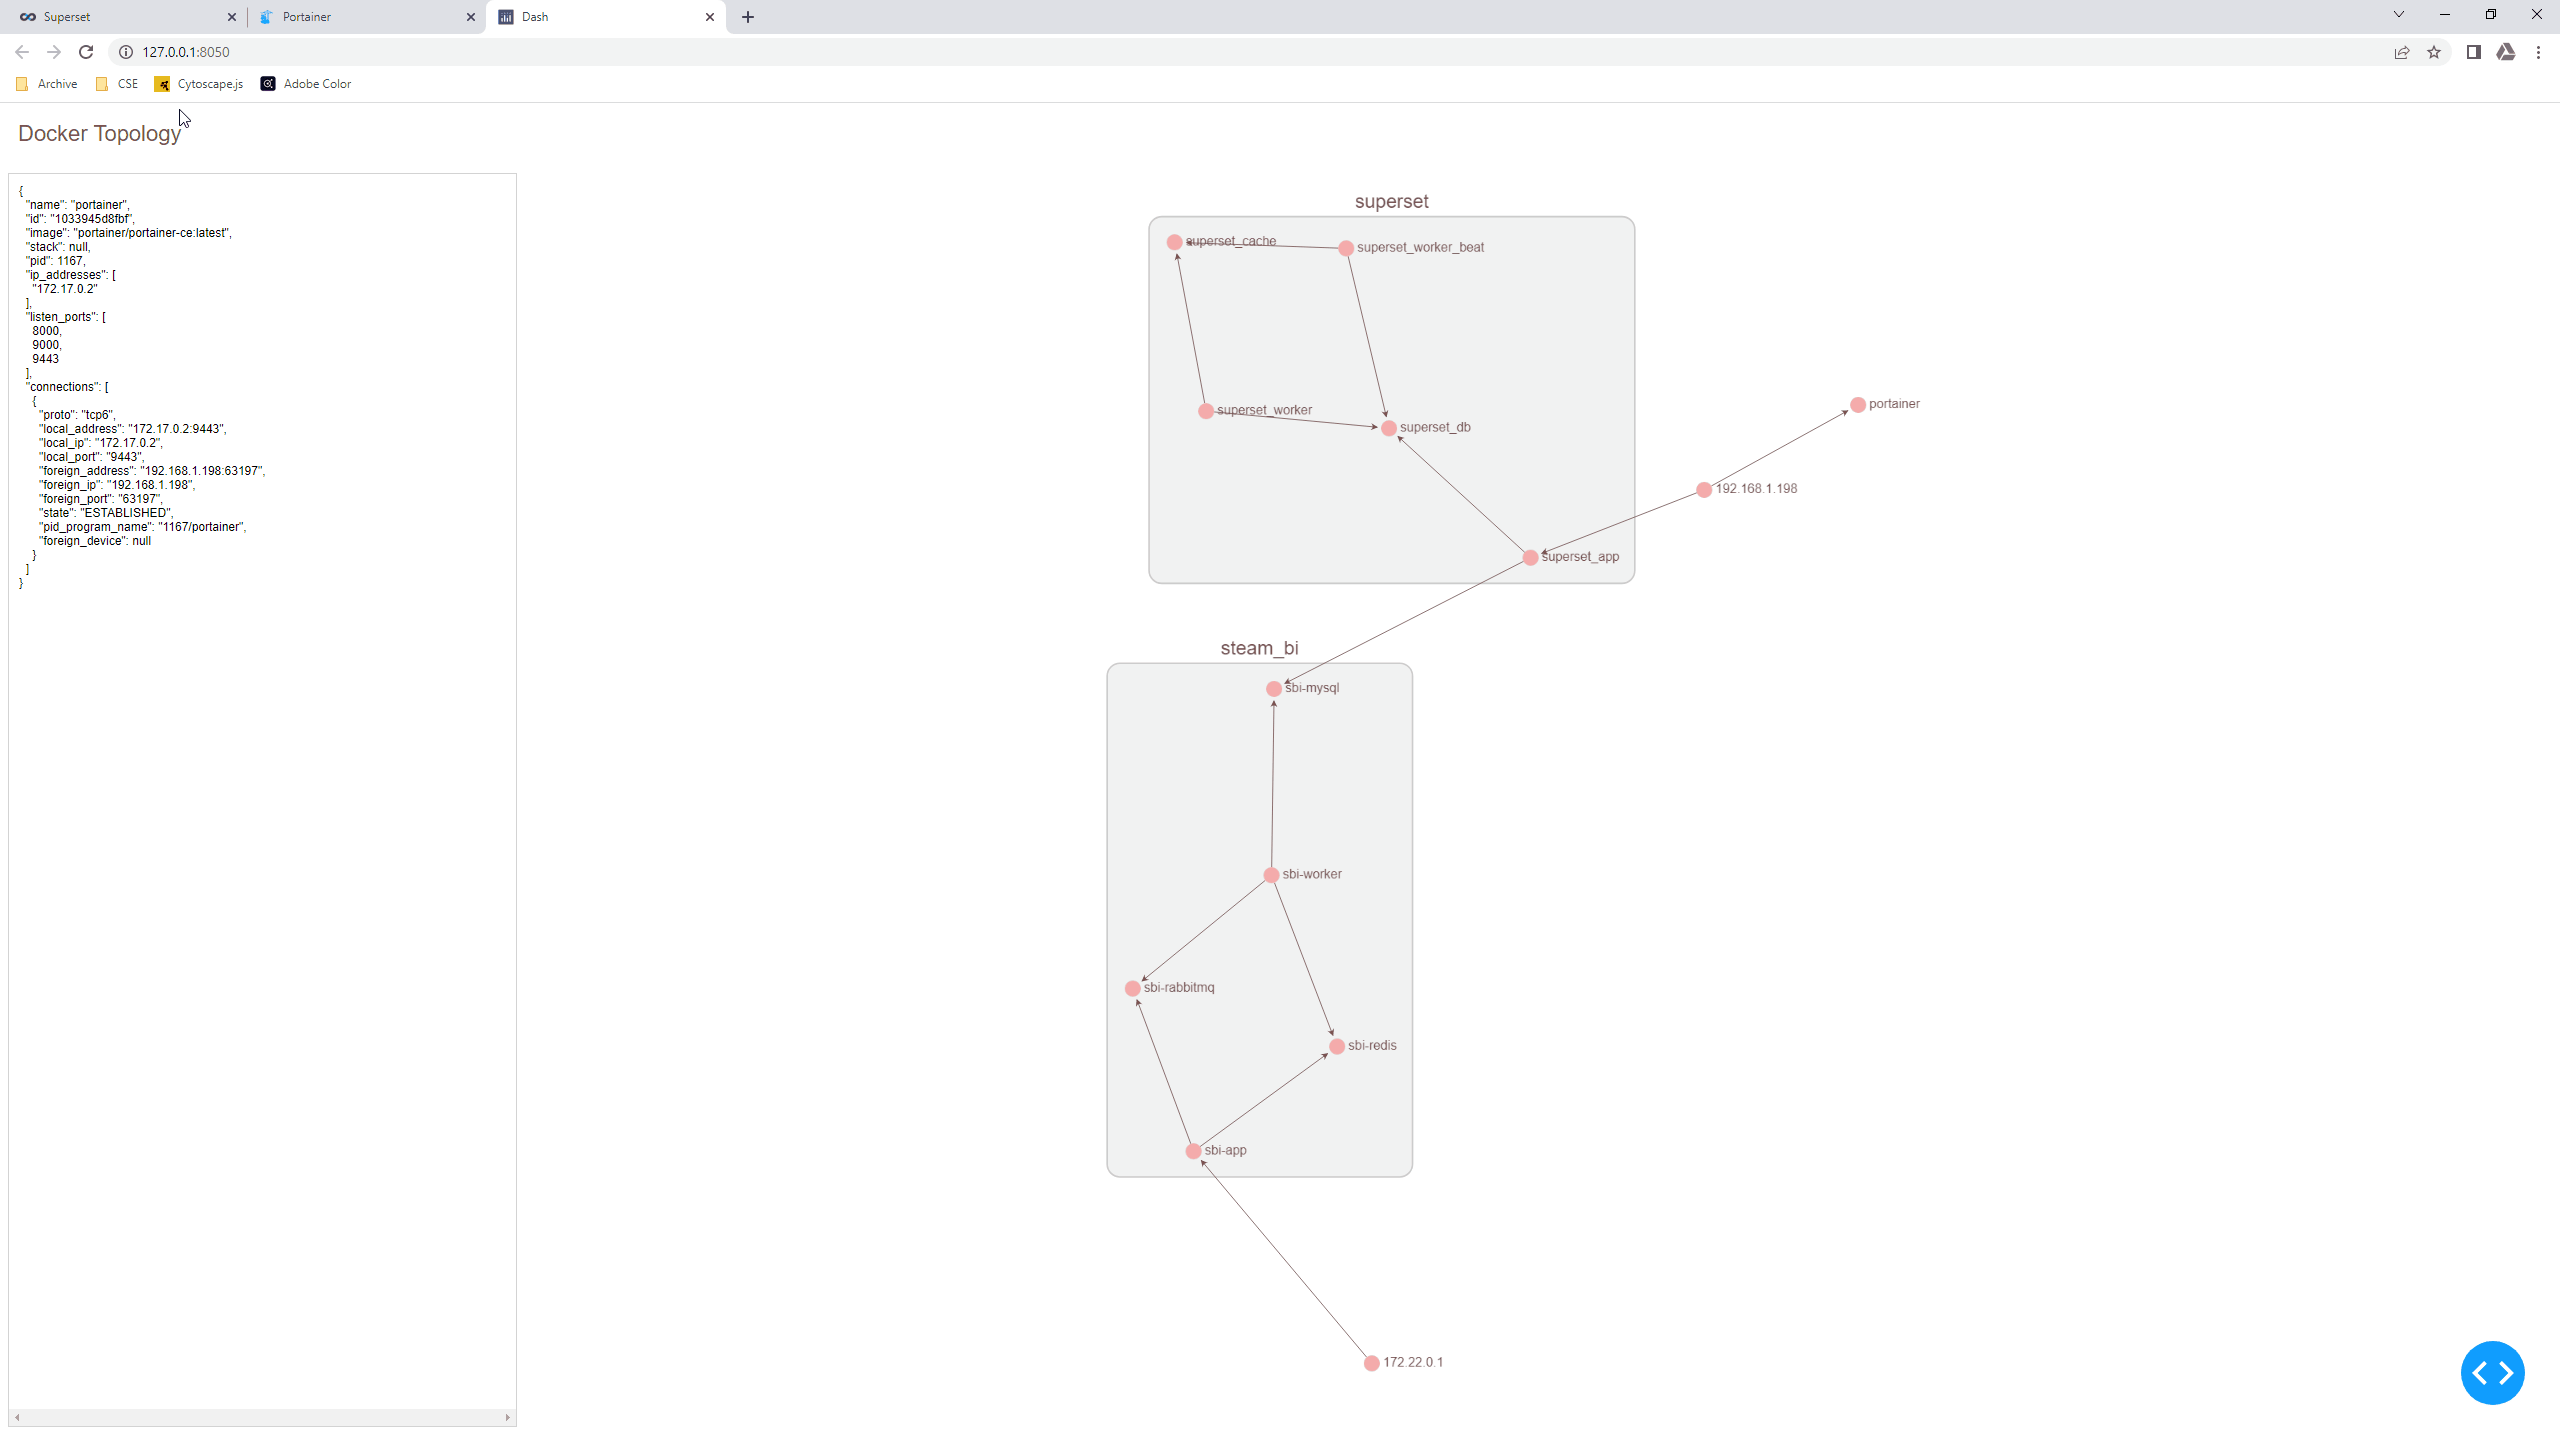 Superset
Portainer
Dash
127.0.0.1:8050
Archive
CSE
Cytoscape.js
Adobe Color
Docker Topology
{
"name": "portainer",
"id": "1033945d8fbf",
"image": "portainer/portainer-ce:latest",
"stack": null,
"pid": 1167,
"ip_addresses": [
"172.17.0.2"
],
"listen_ports": [
8000,
9000,
9443
],
"connections": [
{
"proto": "tcp6",
"local_address": "172.17.0.2:9443",
"local_ip": "172.17.0.2",
"local_port": "9443",
"foreign_address": "192.168.1.198:63197",
"foreign_ip": "192.168.1.198",
"foreign_port": "63197",
"state": "ESTABLISHED",
"pid_program_name": "1167/portainer",
"foreign_device": null
}
]
}
superset
superset_cache
superset_worker_beat
superset_worker
superset_db
superset_app
portainer
192.168.1.198
steam_bi
sbi-mysql
sbi-worker
sbi-rabbitmq
sbi-redis
sbi-app
172.22.0.1